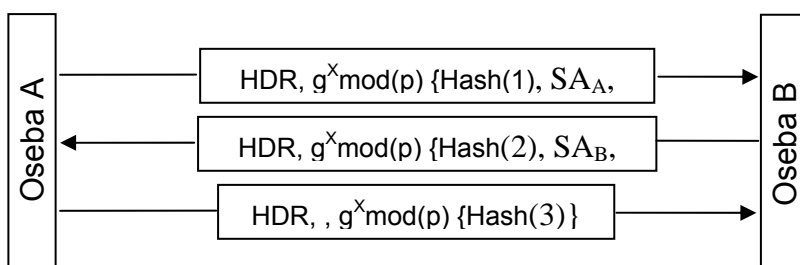 Oseba A
HDR, g^X mod(p) {Hash(1), SA_A,
HDR, g^X mod(p) {Hash(2), SA_B,
HDR, , g^X mod(p) {Hash(3)}
Oseba B